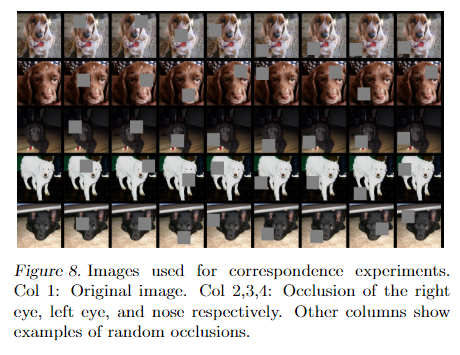 Figure 8. Images used for correspondence experiments.
Col 1: Original image. Col 2,3,4: Occlusion of the right
eye, left eye, and nose respectively. Other columns show
examples of random occlusions.